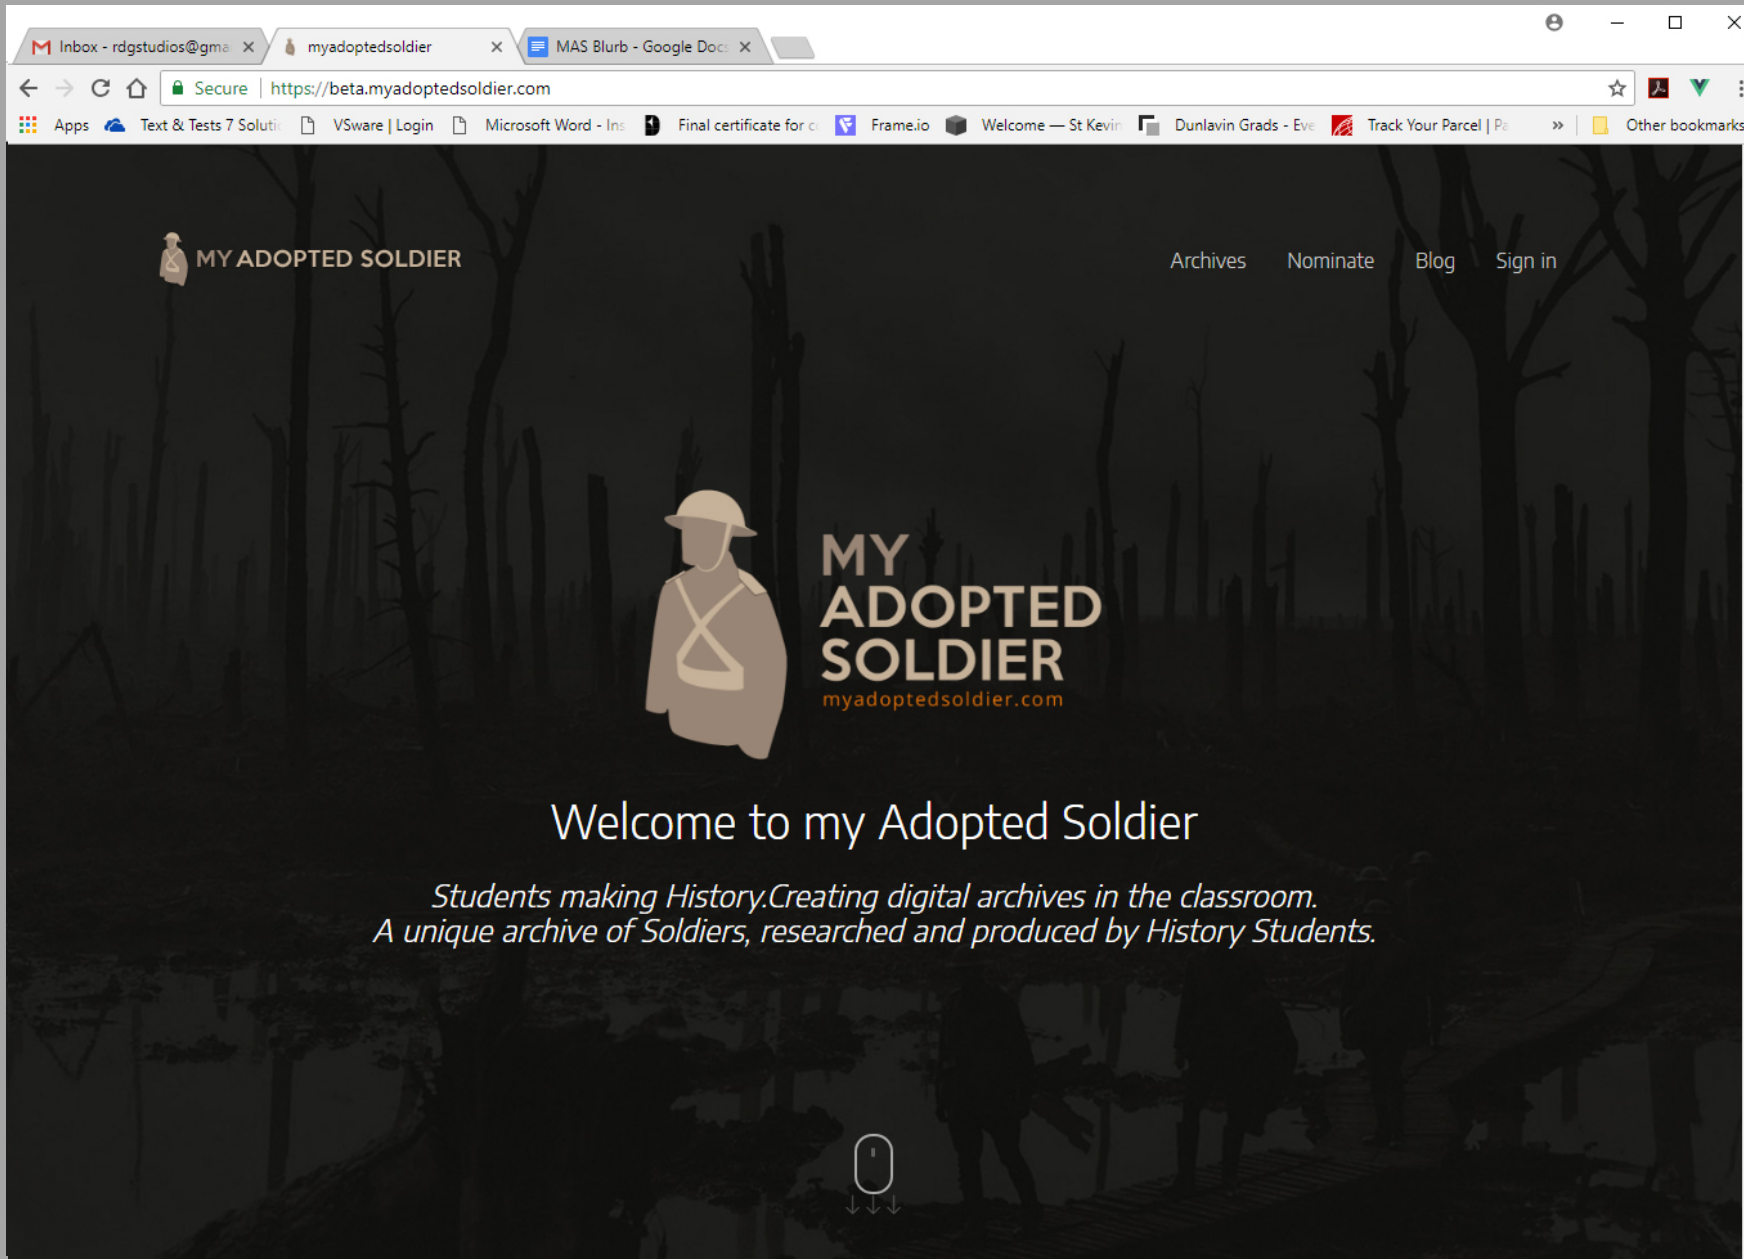 Inbox - rdgstudios@gma
myadoptedsoldier
MAS Blurb - Google Docs
Secure
https://beta.myadoptedsoldier.com
Apps
Text & Tests 7 Soluti
VSware | Login
Microsoft Word - Ins
Final certificate for c
Frame.io
Welcome — St Kevin
Dunlavin Grads - Eve
Track Your Parcel | Pa
»
Other bookmarks
MY ADOPTED SOLDIER
Archives
Nominate
Blog
Sign in
MY
ADOPTED
SOLDIER
myadoptedsoldier.com
Welcome to my Adopted Soldier
Students making History.Creating digital archives in the classroom.
A unique archive of Soldiers, researched and produced by History Students.